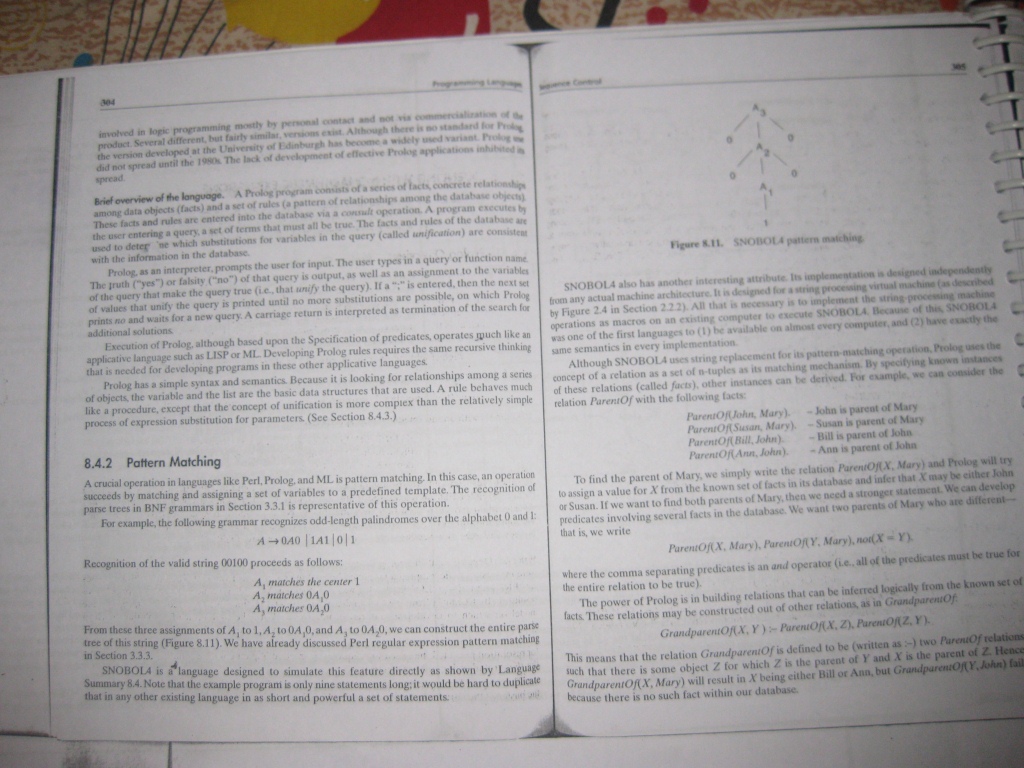 304
Programming Language
involved in logic programming mostly by personal contact and not via commercialization of the
product. Several different, but fairly similar, versions exist. Although there is no standard for Prolog,
the version developed at the University of Edinburgh has become a widely used variant. Prolog use
did not spread until the 1980s. The lack of development of effective Prolog applications inhibited its
spread.
Brief overview of the language. A Prolog program consists of a series of facts, concrete relationships
among data objects (facts) and a set of rules (a pattern of relationships among the database objects).
These facts and rules are entered into the database via a consult operation. A program executes by
the user entering a query, a set of terms that must all be true. The facts and rules of the database are
used to deter ne which substitutions for variables in the query (called unification) are consistent
with the information in the database.
Prolog, as an interpreter, prompts the user for input. The user types in a query or function name.
The truth ("yes") or falsity ("no") of that query is output, as well as an assignment to the variables
of the query that make the query true (i.e., that unify the query). If a ";" is entered, then the next set
of values that unify the query is printed until no more substitutions are possible, on which Prolog
prints no and waits for a new query. A carriage return is interpreted as termination of the search for
additional solutions.
Execution of Prolog, although based upon the Specification of predicates, operates much like an
applicative language such as LISP or ML. Developing Prolog rules requires the same recursive thinking
that is needed for developing programs in these other applicative languages.
Prolog has a simple syntax and semantics. Because it is looking for relationships among a series
of objects, the variable and the list are the basic data structures that are used. A rule behaves much
like a procedure, except that the concept of unification is more complex than the relatively simple
process of expression substitution for parameters. (See Section 8.4.3.)
8.4.2 Pattern Matching
A crucial operation in languages like Perl, Prolog, and ML is pattern matching. In this case, an operation
succeeds by matching and assigning a set of variables to a predefined template. The recognition of
parse trees in BNF grammars in Section 3.3.1 is representative of this operation.
For example, the following grammar recognizes odd-length palindromes over the alphabet 0 and 1:
A → 0A0 | 1A1 | 0 | 1
Recognition of the valid string 00100 proceeds as follows:
A₁ matches the center 1
A₂ matches 0A₁0
A₃ matches 0A₂0
From these three assignments of A₁ to 1, A₂ to 0A₁0, and A₃ to 0A₂0, we can construct the entire parse
tree of this string (Figure 8.11). We have already discussed Perl regular expression pattern matching
in Section 3.3.3.
SNOBOL4 is a language designed to simulate this feature directly as shown by Language
Summary 8.4. Note that the example program is only nine statements long; it would be hard to duplicate
that in any other existing language in as short and powerful a set of statements.
Sequence Control
305
A₃
0
0
A₂
0
0
A₁
1
Figure 8.11. SNOBOL4 pattern matching.
SNOBOL4 also has another interesting attribute. Its implementation is designed independently
from any actual machine architecture. It is designed for a string processing virtual machine (as described
by Figure 2.4 in Section 2.2.2). All that is necessary is to implement the string-processing machine
operations as macros on an existing computer to execute SNOBOL4. Because of this, SNOBOL4
was one of the first languages to (1) be available on almost every computer, and (2) have exactly the
same semantics in every implementation.
Although SNOBOL4 uses string replacement for its pattern-matching operation, Prolog uses the
concept of a relation as a set of n-tuples as its matching mechanism. By specifying known instances
of these relations (called facts), other instances can be derived. For example, we can consider the
relation ParentOf with the following facts:
ParentOf(John, Mary). – John is parent of Mary
ParentOf(Susan, Mary). – Susan is parent of Mary
ParentOf(Bill, John). – Bill is parent of John
ParentOf(Ann, John). – Ann is parent of John
To find the parent of Mary, we simply write the relation ParentOf(X, Mary) and Prolog will try
to assign a value for X from the known set of facts in its database and infer that X may be either John
or Susan. If we want to find both parents of Mary, then we need a stronger statement. We can develop
predicates involving several facts in the database. We want two parents of Mary who are different—
that is, we write
ParentOf(X, Mary), ParentOf(Y, Mary), not(X = Y).
where the comma separating predicates is an and operator (i.e., all of the predicates must be true for
the entire relation to be true).
The power of Prolog is in building relations that can be inferred logically from the known set of
facts. These relations may be constructed out of other relations, as in GrandparentOf:
GrandparentOf(X, Y ) :– ParentOf(X, Z), ParentOf(Z, Y).
This means that the relation GrandparentOf is defined to be (written as :–) two ParentOf relations
such that there is some object Z for which Z is the parent of Y and X is the parent of Z. Hence
GrandparentOf(X, Mary) will result in X being either Bill or Ann, but GrandparentOf(Y, John) fail
because there is no such fact within our database.